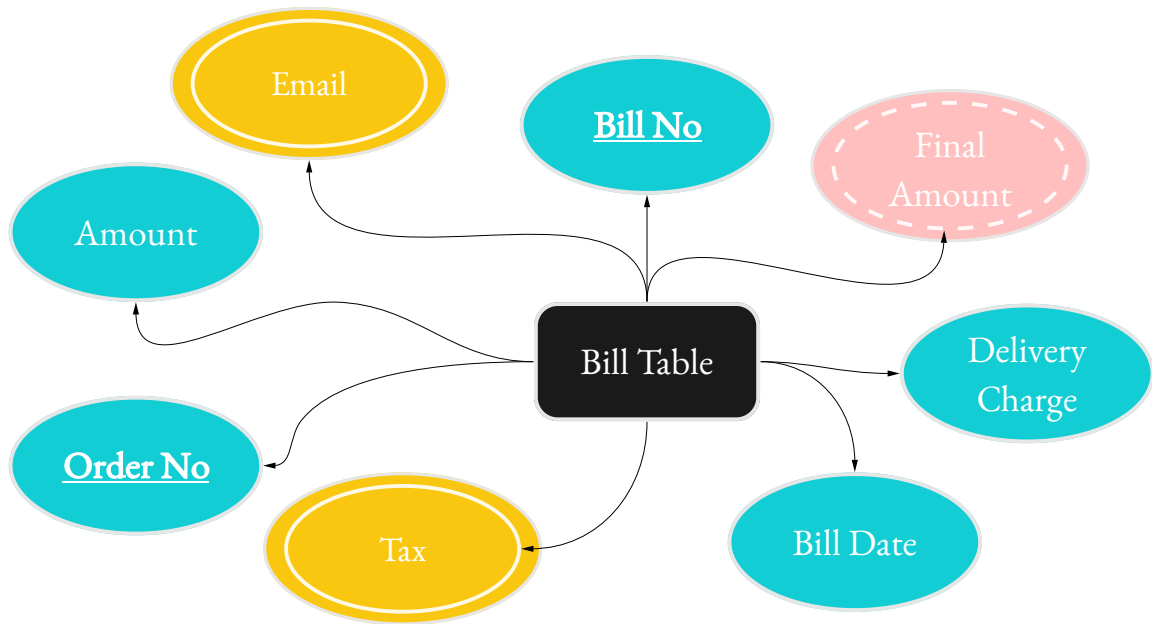 Email
Bill No
Final
Amount
Amount
Bill Table
Delivery
Charge
Order No
Tax
Bill Date